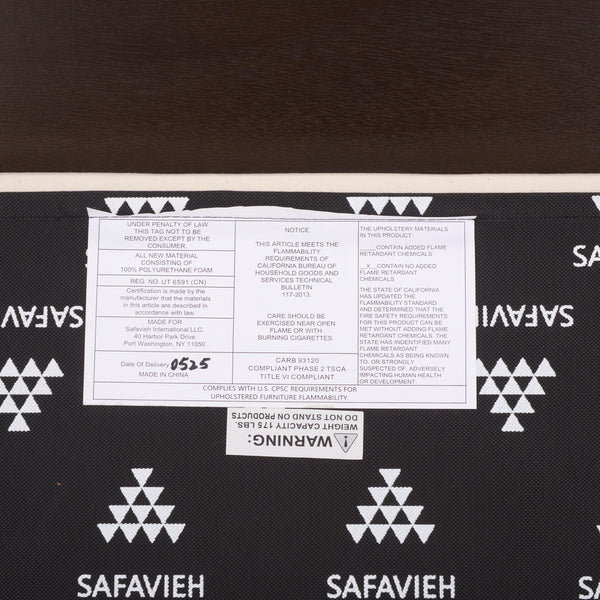 UNDER PENALTY OF LAW
THIS TAG NOT TO BE
REMOVED EXCEPT BY THE
CONSUMER.
ALL NEW MATERIAL
CONSISTING OF
100% POLYURETHANE FOAM
REG. NO. UT 6591 (CN)
Certification is made by the
manufacturer that the materials
in this article are described in
accordance with law.
MADE FOR
Safavieh International LLC.
40 Harbor Park Drive
Port Washington, NY 11050
Date Of Delivery: 0525
MADE IN CHINA
NOTICE
THIS ARTICLE MEETS THE
FLAMMABILITY
REQUIREMENTS OF
CALIFORNIA BUREAU OF
HOUSEHOLD GOODS AND
SERVICES TECHNICAL
BULLETIN
117-2013.
CARE SHOULD BE
EXERCISED NEAR OPEN
FLAME OR WITH
BURNING CIGARETTES.
CARB 93120
COMPLIANT PHASE 2 TSCA
TITLE VI COMPLIANT
THE UPHOLSTERY MATERIALS
IN THIS PRODUCT:
____CONTAIN ADDED FLAME
RETARDANT CHEMICALS
__X__CONTAIN NO ADDED
FLAME RETARDANT
CHEMICALS
THE STATE OF CALIFORNIA
HAS UPDATED THE
FLAMMABILITY STANDARD
AND DETERMINED THAT THE
FIRE SAFETY REQUIREMENTS
FOR THIS PRODUCT CAN BE
MET WITHOUT ADDING FLAME
RETARDANT CHEMICALS. THE
STATE HAS IDENTIFIED MANY
FLAME RETARDANT
CHEMICALS AS BEING KNOWN
TO, OR STRONGLY
SUSPECTED OF, ADVERSELY
IMPACTING HUMAN HEALTH
OR DEVELOPMENT.
COMPLIES WITH U.S. CPSC REQUIREMENTS FOR
UPHOLSTERED FURNITURE FLAMMABILITY.
WARNING:
WEIGHT CAPACITY 175 LBS.
DO NOT STAND ON PRODUCTS
SAFAVIEH
SAFAVIEH
SAFAVIEH
SAFAVIEH